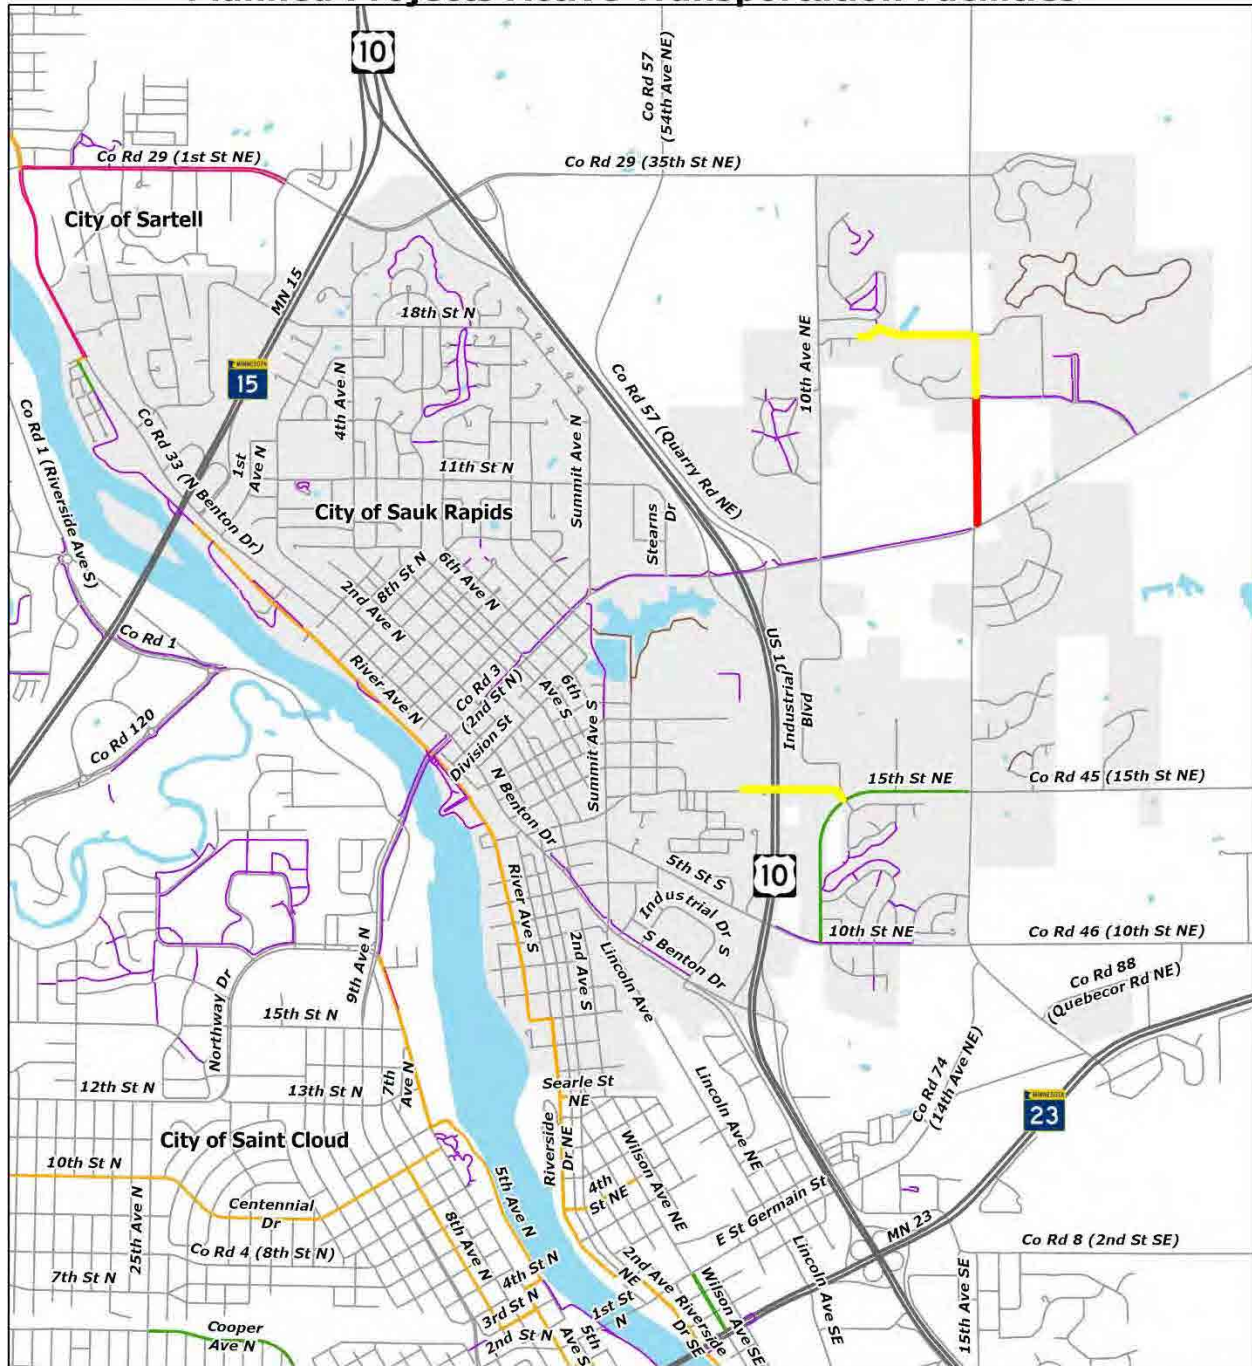 Planned Projects Active Transportation Facilities
10
Co Rd 57
(54th Ave NE)
Co Rd 29 (1st St NE)
Co Rd 29 (35th St NE)
City of Sartell
MN 15
18th St N
10th Ave NE
MINNESOTA
15
4th Ave N
Co Rd 57 (Quarry Rd NE)
Co Rd 1 (Riverside Ave S)
Co Rd 33 (N Benton Dr)
1st
Ave N
11th St N
Summit Ave N
City of Sauk Rapids
Stearns
Dr
8th St N
6th Ave N
2nd Ave N
Co Rd 1
US 10
Industrial
Blvd
River Ave N
Co Rd 3
(2nd St N)
6th
Ave S
Co Rd 120
Division St
Summit Ave S
N Benton Dr
15th St NE
Co Rd 45 (15th St NE)
10
5th St S
River Ave S
Industrial Dr S
10th St NE
Co Rd 46 (10th St NE)
2nd Ave S
Lincoln Ave
S Benton Dr
9th Ave N
Northway Dr
Co Rd 88
(Quebecor Rd NE)
15th St N
12th St N
13th St N
7th
Ave N
Searle St
NE
Lincoln Ave NE
Co Rd 74
(14th Ave NE)
MINNESOTA
23
City of Saint Cloud
Riverside
Dr NE
Wilson Ave NE
10th St N
4th
St NE
5th Ave N
25th Ave N
Centennial
Dr
8th Ave N
E St Germain St
MN 23
Co Rd 4 (8th St N)
Co Rd 8 (2nd St SE)
7th St N
4th St N
2nd Ave
NE
Lincoln Ave SE
15th Ave SE
3rd St N
1st St
N
Riverside
Dr SE
Wilson Ave SE
Cooper
Ave N
2nd St N
5th
Ave S